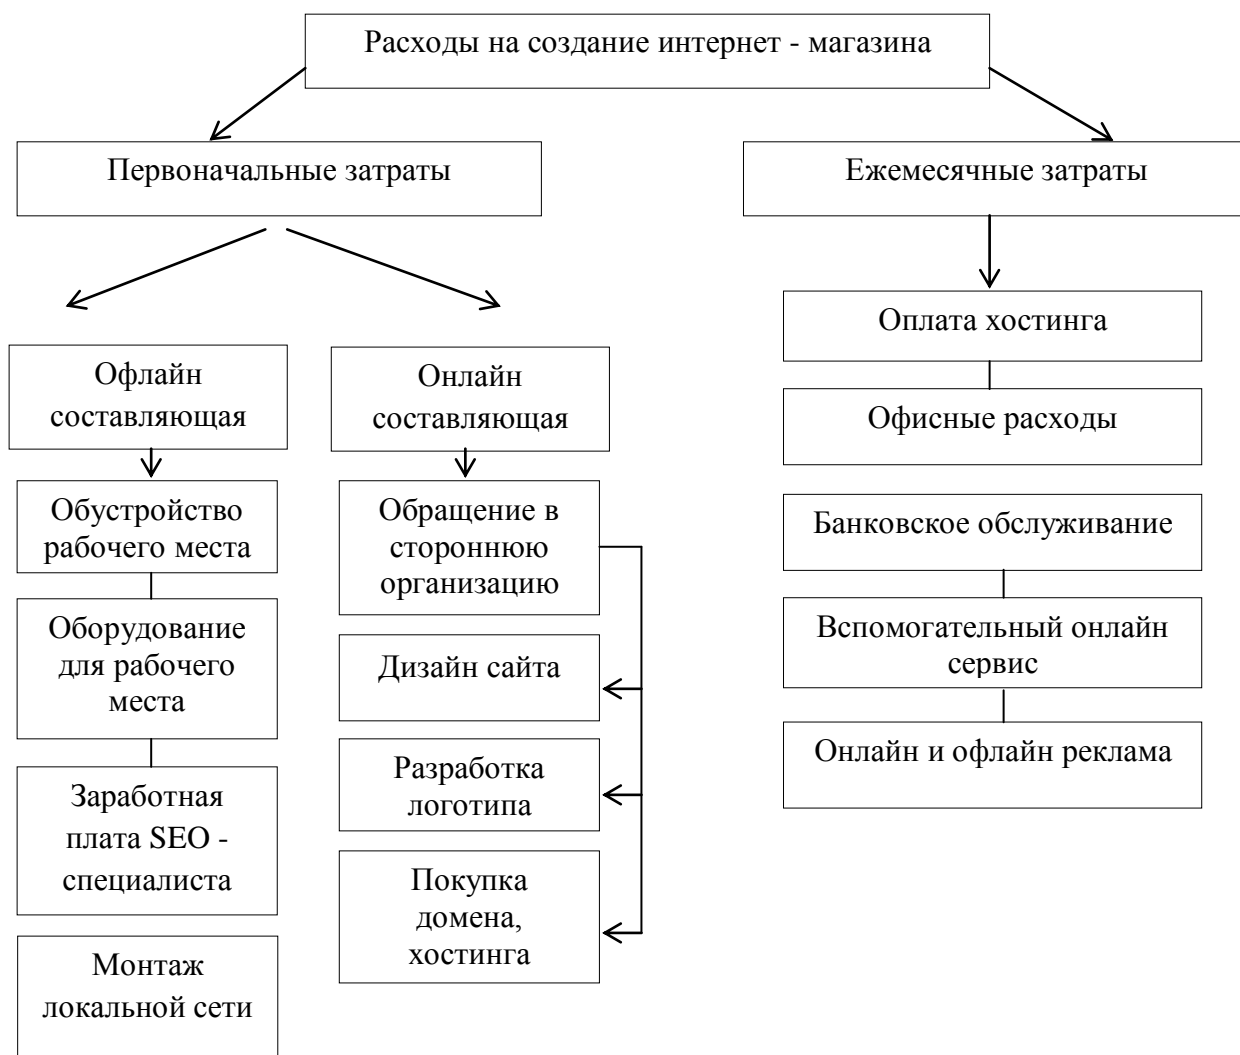 Расходы на создание интернет - магазина
Первоначальные затраты
Ежемесячные затраты
Офлайн
составляющая
Обустройство
рабочего места
Оборудование
для рабочего
места
Заработная
плата SEO -
специалиста
Монтаж
локальной сети
Онлайн
составляющая
Обращение в
стороннюю
организацию
Дизайн сайта
Разработка
логотипа
Покупка
домена,
хостинга
Оплата хостинга
Офисные расходы
Банковское обслуживание
Вспомогательный онлайн
сервис
Онлайн и офлайн реклама